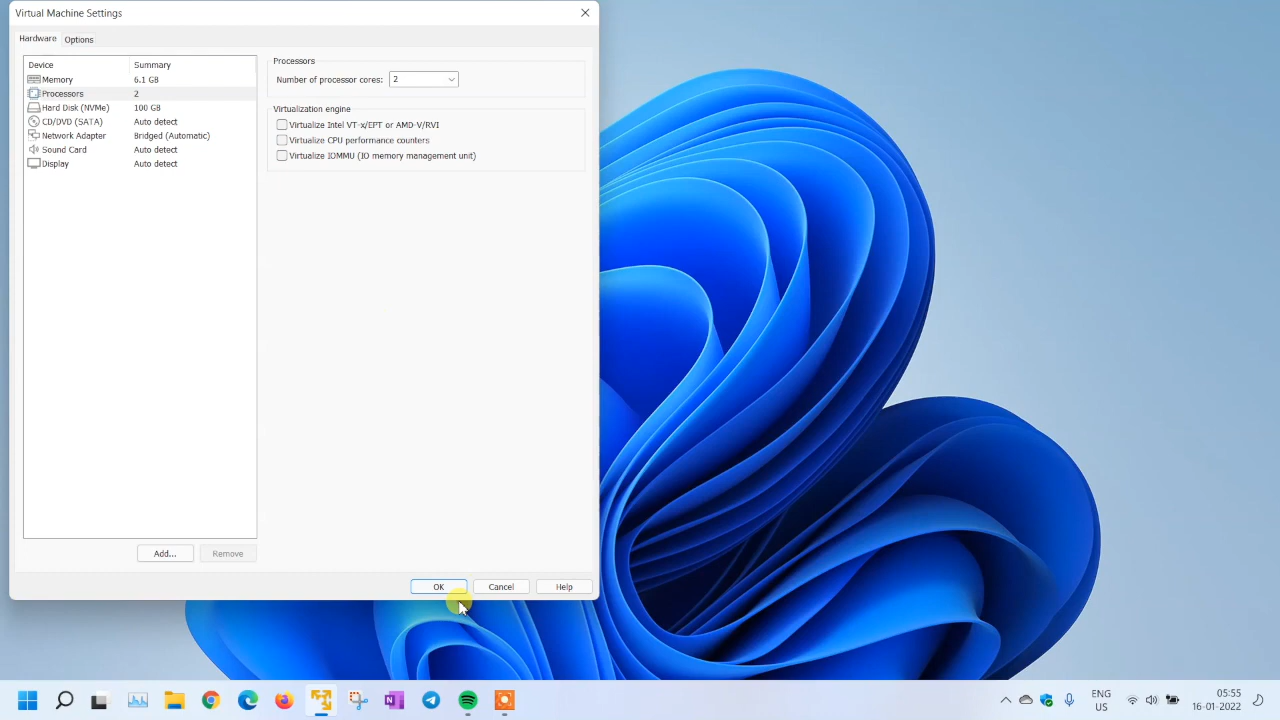 Virtual Machine Settings
Hardware Options
Device Summary
Memory 6.1 GB
Processors 2
Hard Disk (NVMe) 100 GB
CD/DVD (SATA) Auto detect
Network Adapter Bridged (Automatic)
Sound Card Auto detect
Display Auto detect
Add... Remove
Processors
Number of processor cores: 2
Virtualization engine
Virtualize Intel VT-x/EPT or AMD-V/RVI
Virtualize CPU performance counters
Virtualize IOMMU (IO memory management unit)
OK Cancel Help
ENG
US
05:55
16-01-2022